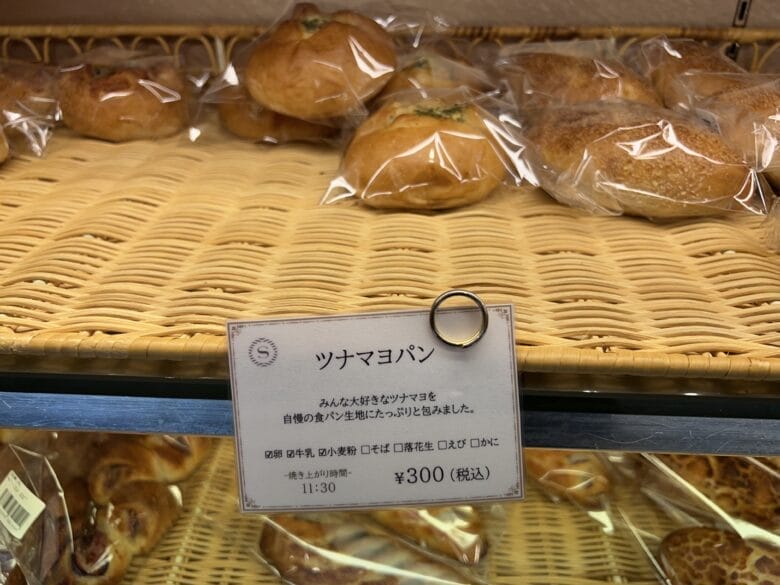 S
ツナマヨパン
みんな大好きなツナマヨを
自慢の食パン生地にたっぷりと包みました。
☑卵 ☑牛乳 ☑小麦粉 □そば □落花生 □えび □かに
-焼き上がり時間-
11:30
¥300(税込)